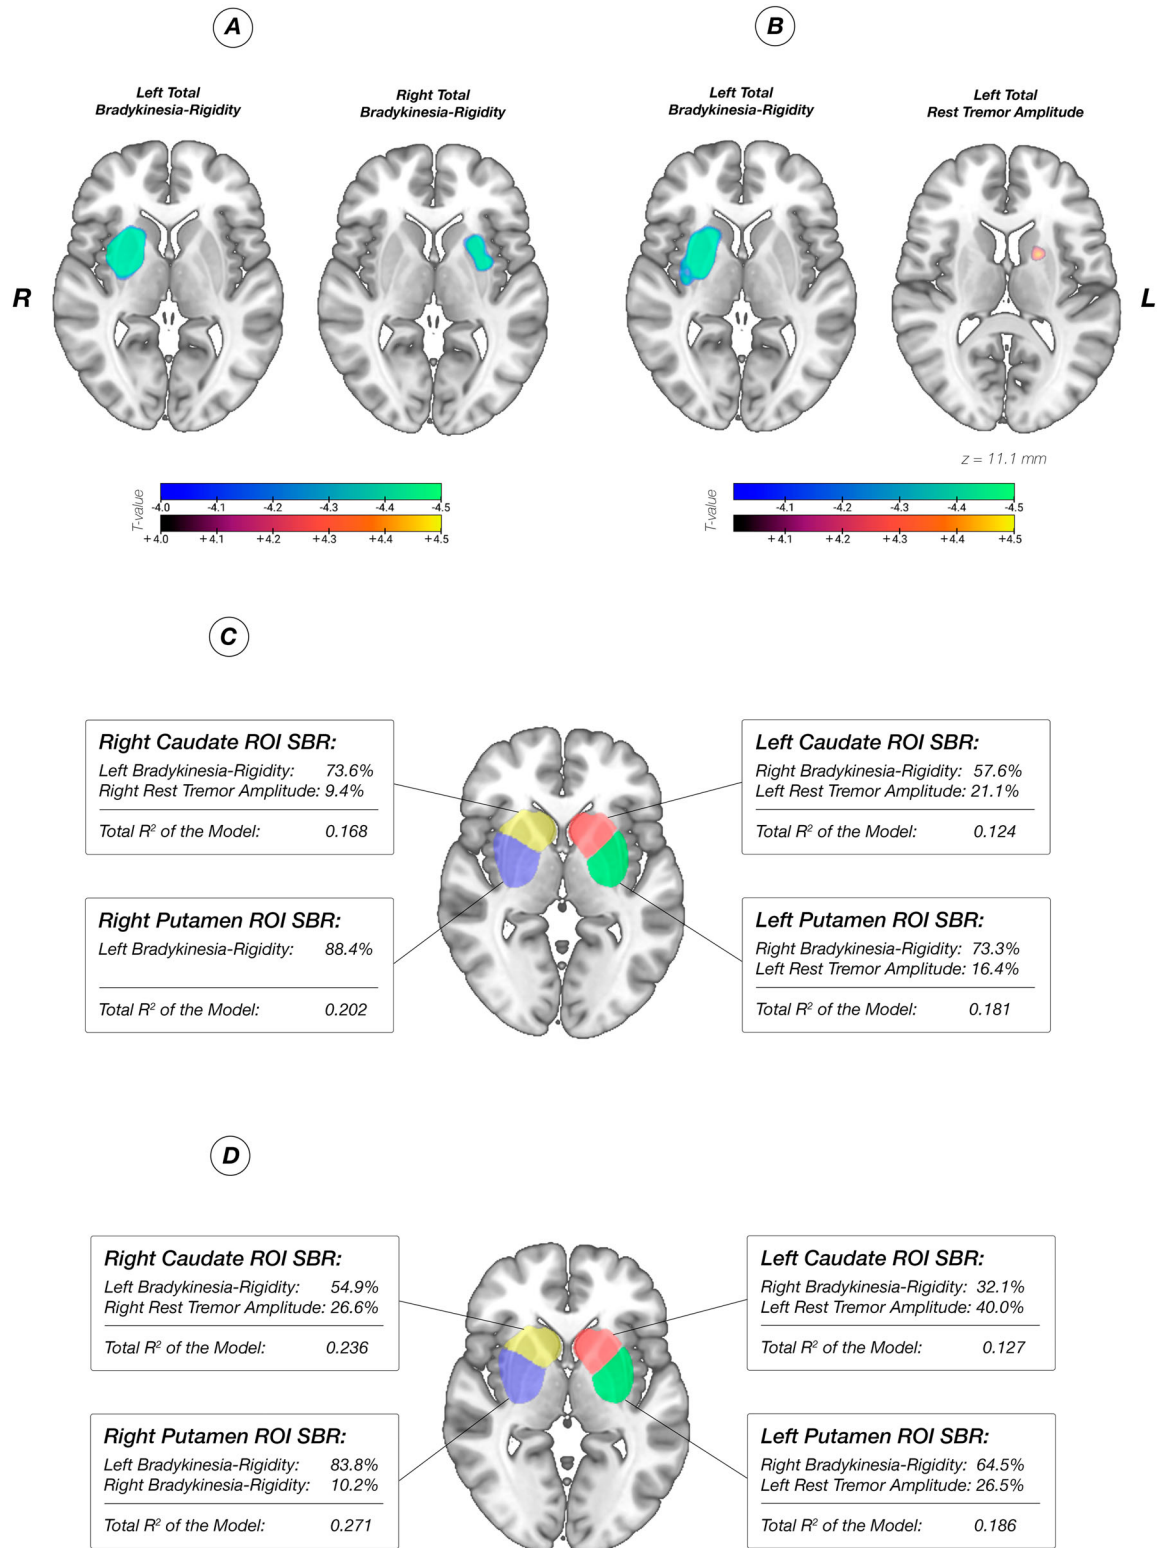 A
B
Left Total
Bradykinesia-Rigidity
Right Total
Bradykinesia-Rigidity
Left Total
Bradykinesia-Rigidity
Left Total
Rest Tremor Amplitude
R
L
z = 11.1 mm
T-value
-4.0 -4.1 -4.2 -4.3 -4.4 -4.5
+4.0 +4.1 +4.2 +4.3 +4.4 +4.5
T-value
-4.1 -4.2 -4.3 -4.4 -4.5
+4.1 +4.2 +4.3 +4.4 +4.5
C
Right Caudate ROI SBR:
Left Bradykinesia-Rigidity: 73.6%
Right Rest Tremor Amplitude: 9.4%
Total R² of the Model: 0.168
Left Caudate ROI SBR:
Right Bradykinesia-Rigidity: 57.6%
Left Rest Tremor Amplitude: 21.1%
Total R² of the Model: 0.124
Right Putamen ROI SBR:
Left Bradykinesia-Rigidity: 88.4%
Total R² of the Model: 0.202
Left Putamen ROI SBR:
Right Bradykinesia-Rigidity: 73.3%
Left Rest Tremor Amplitude: 16.4%
Total R² of the Model: 0.181
D
Right Caudate ROI SBR:
Left Bradykinesia-Rigidity: 54.9%
Right Rest Tremor Amplitude: 26.6%
Total R² of the Model: 0.236
Left Caudate ROI SBR:
Right Bradykinesia-Rigidity: 32.1%
Left Rest Tremor Amplitude: 40.0%
Total R² of the Model: 0.127
Right Putamen ROI SBR:
Left Bradykinesia-Rigidity: 83.8%
Right Bradykinesia-Rigidity: 10.2%
Total R² of the Model: 0.271
Left Putamen ROI SBR:
Right Bradykinesia-Rigidity: 64.5%
Left Rest Tremor Amplitude: 26.5%
Total R² of the Model: 0.186